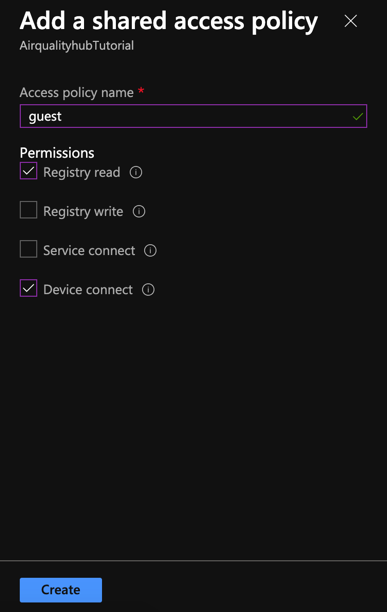 Add a shared access policy
AirqualityhubTutorial
Access policy name *
guest
Permissions
Registry read
Registry write
Service connect
Device connect
Create